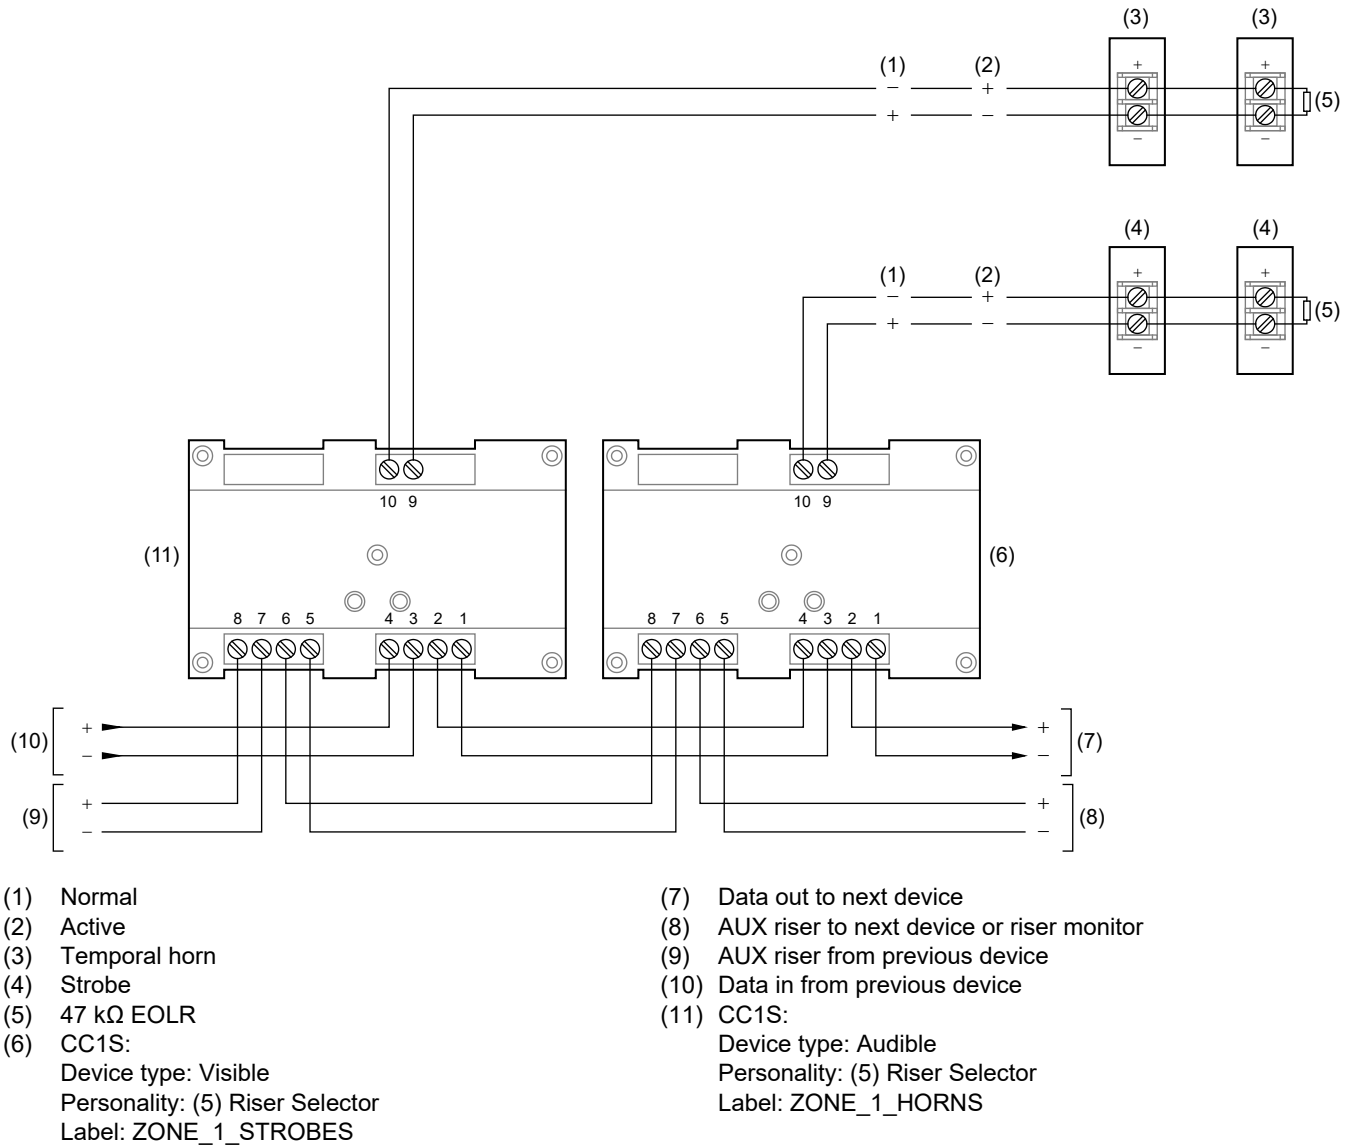 (3) (3)
(1) (2) + +
− + (5)
+ −
− −
(4) (4)
(1) (2) + +
− + (5)
+ −
− −
10 9 10 9
(11) (6)
8 7 6 5 4 3 2 1 8 7 6 5 4 3 2 1
(10) + + (7)
− −
(9) + + (8)
− −
(1) Normal
(2) Active
(3) Temporal horn
(4) Strobe
(5) 47 kΩ EOLR
(6) CC1S:
Device type: Visible
Personality: (5) Riser Selector
Label: ZONE_1_STROBES
(7) Data out to next device
(8) AUX riser to next device or riser monitor
(9) AUX riser from previous device
(10) Data in from previous device
(11) CC1S:
Device type: Audible
Personality: (5) Riser Selector
Label: ZONE_1_HORNS